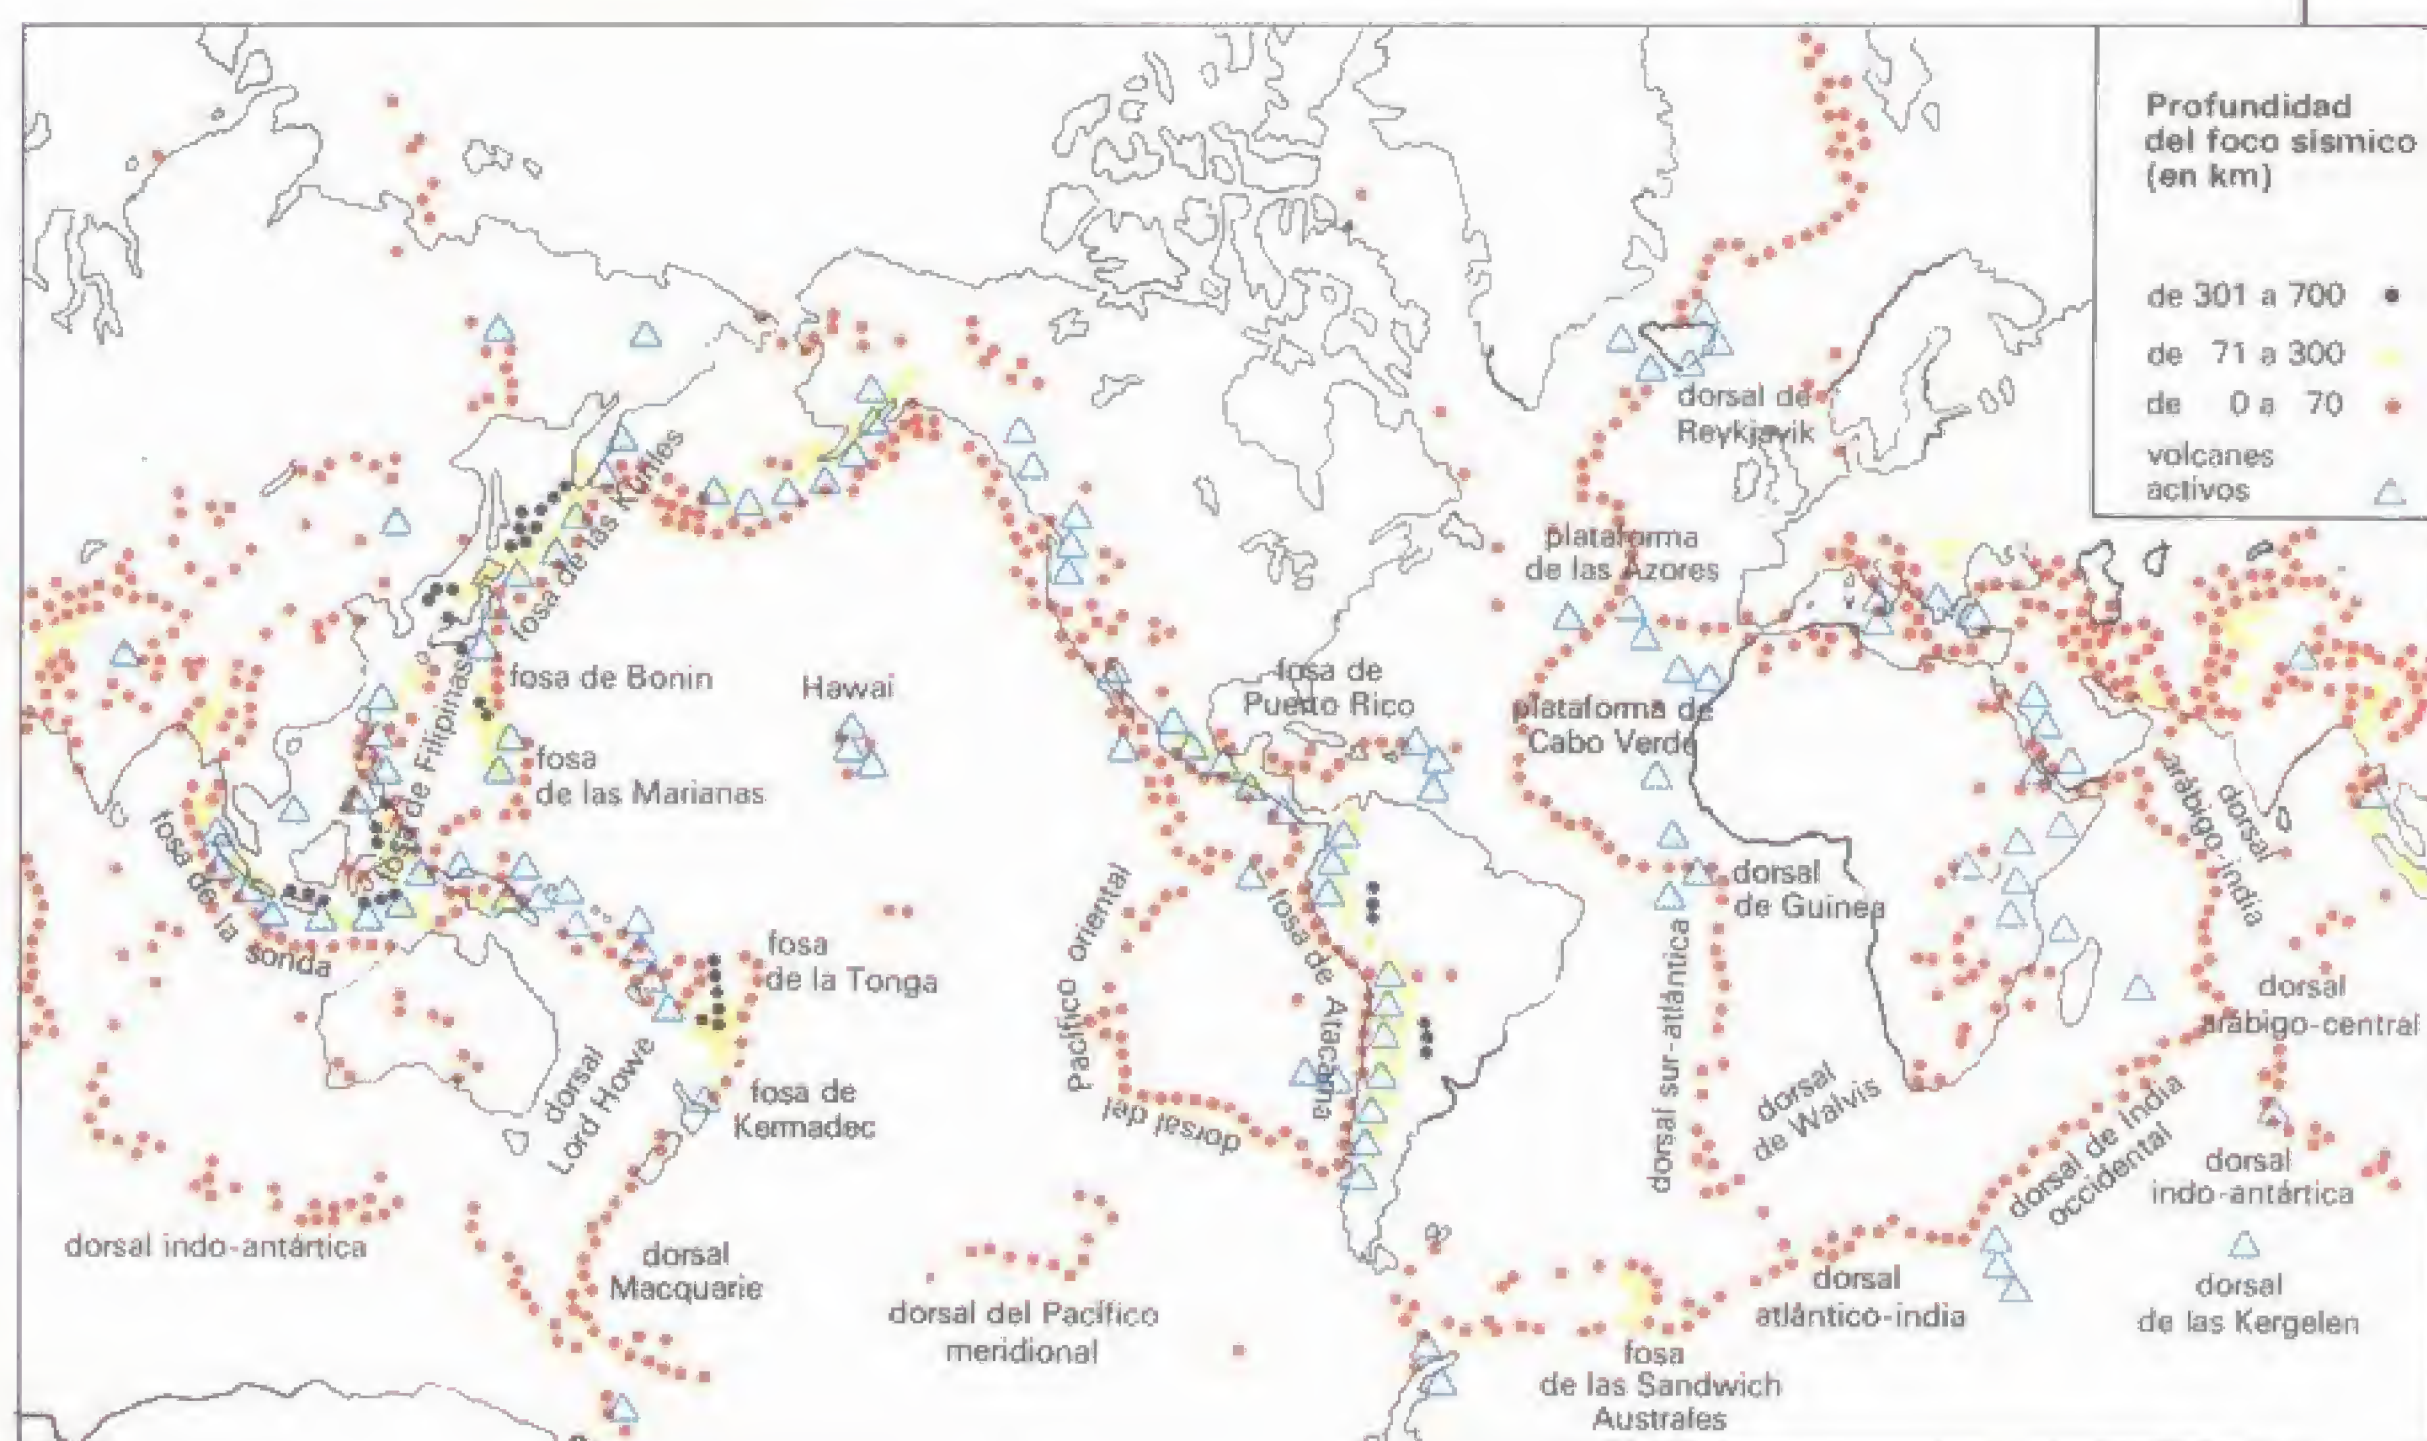 Profundidad
del foco sísmico
(en km)
de 301 a 700
de 71 a 300
de 0 a 70
volcanes
activos
dorsal de
Reykjavik
plataforma
de las Azores
fosa de las Kuriles
fosa de Bonin
Hawai
fosa de
Puerto Rico
plataforma de
Cabo Verde
fosa de Filipinas
fosa
de las Marianas
fosa de la sonda
dorsal
arábigo-india
dorsal
de Guinea
fosa
de la Tonga
dorsal del Pacífico oriental
fosa de Atacama
dorsal sur-atlántica
dorsal
arábigo-central
dorsal
Lord Howe
fosa de
Kermadec
dorsal
de Walvis
dorsal de India
occidental
dorsal
indo-antártica
dorsal indo-antártica
dorsal
Macquarie
dorsal del Pacífico
meridional
dorsal
atlántico-india
dorsal
de las Kergelen
fosa
de las Sandwich
Australes